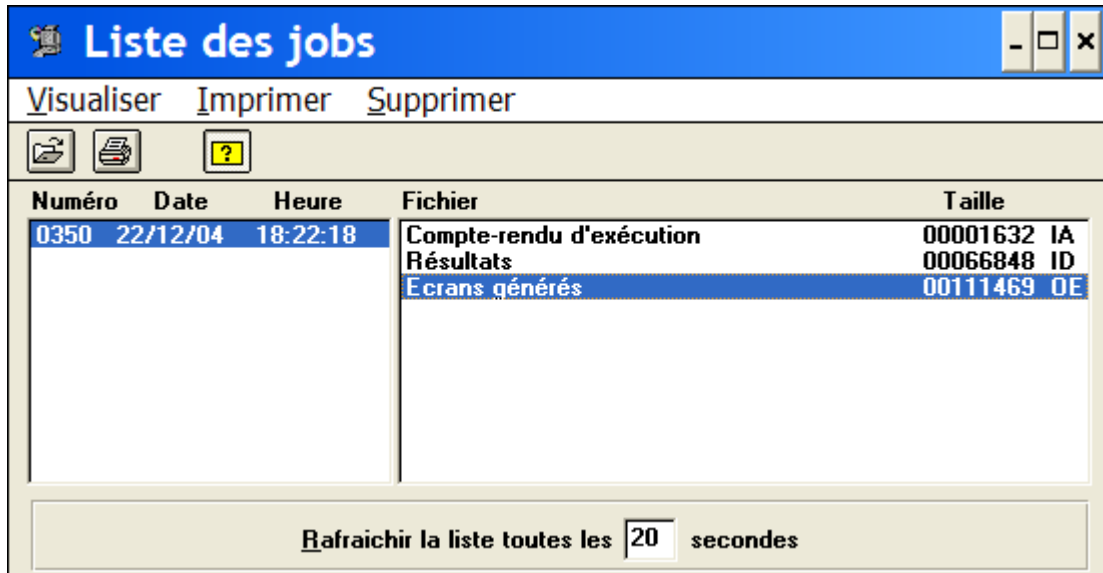 Liste des jobs
Visualiser Imprimer Supprimer
?
Numéro Date Heure Fichier Taille
0350 22/12/04 18:22:18 Compte-rendu d'exécution 00001632 IA
Résultats 00066848 ID
Ecrans générés 00111469 OE
Rafraichir la liste toutes les 20 secondes